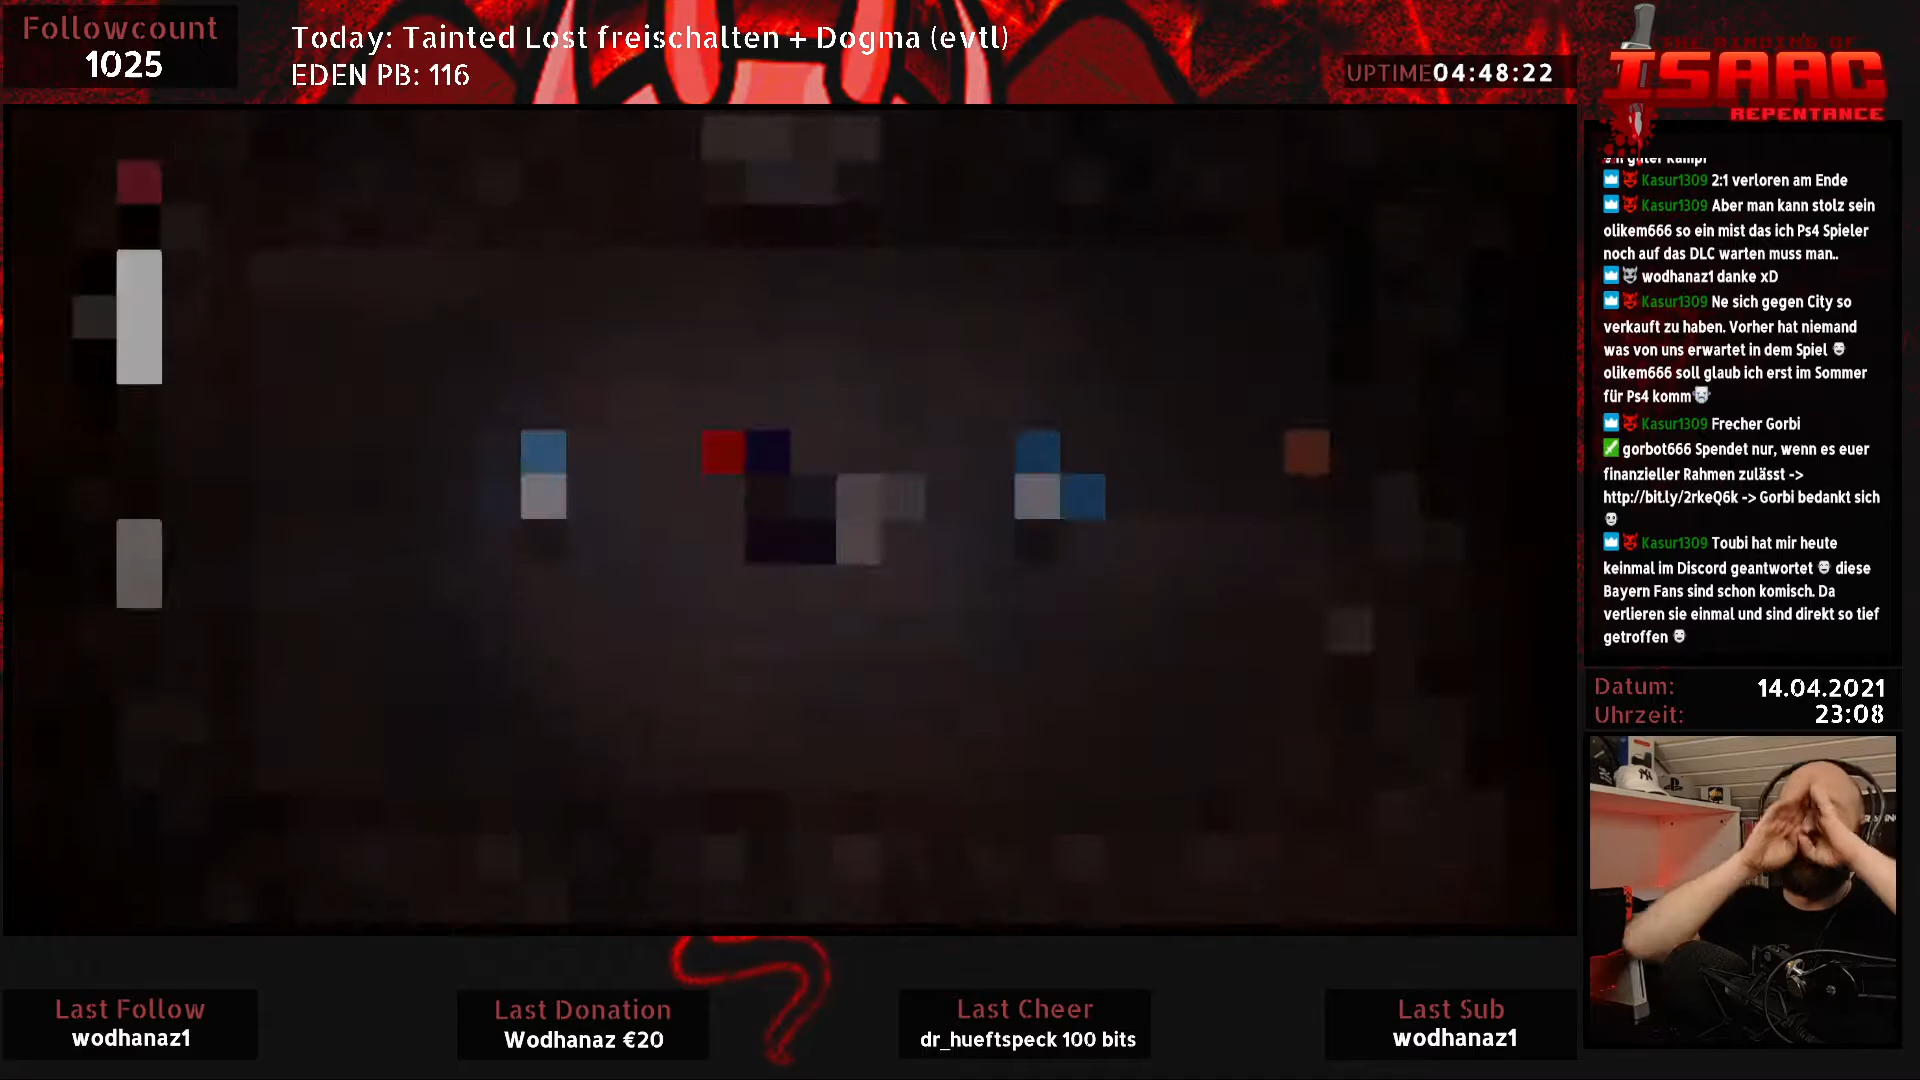 Followcount
1025
Today: Tainted Lost freischalten + Dogma (evtl)
EDEN PB: 116
UPTIME04:48:22
ISAAC
REPENTANCE
Kasur1309 2:1 verloren am Ende
Kasur1309 Aber man kann stolz sein
olikem666 so ein mist das ich Ps4 Spieler
noch auf das DLC warten muss man..
wodhanaz1 danke xD
Kasur1309 Ne sich gegen City so
verkauft zu haben. Vorher hat niemand
was von uns erwartet in dem Spiel
olikem666 soll glaub ich erst im Sommer
für Ps4 komm
Kasur1309 Frecher Gorbi
gorbot666 Spendet nur, wenn es euer
finanzieller Rahmen zulässt ->
http://bit.ly/2rkeQ6k -> Gorbi bedankt sich
Kasur1309 Toubi hat mir heute
keinmal im Discord geantwortet diese
Bayern Fans sind schon komisch. Da
verlieren sie einmal und sind direkt so tief
getroffen
Datum: 14.04.2021
Uhrzeit: 23:08
Last Follow
wodhanaz1
Last Donation
Wodhanaz €20
Last Cheer
dr_hueftspeck 100 bits
Last Sub
wodhanaz1